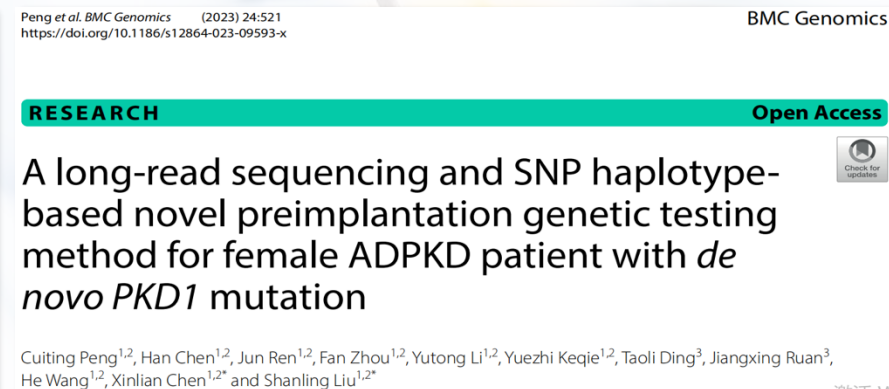 Peng et al. BMC Genomics (2023) 24:521
https://doi.org/10.1186/s12864-023-09593-x
BMC Genomics
RESEARCH
Open Access
A long-read sequencing and SNP haplotype-
based novel preimplantation genetic testing
method for female ADPKD patient with de
novo PKD1 mutation
Check for
updates
Cuiting Peng1,2, Han Chen1,2, Jun Ren1,2, Fan Zhou1,2, Yutong Li1,2, Yuezhi Keqie1,2, Taoli Ding3, Jiangxing Ruan3,
He Wang1,2, Xinlian Chen1,2* and Shanling Liu1,2*